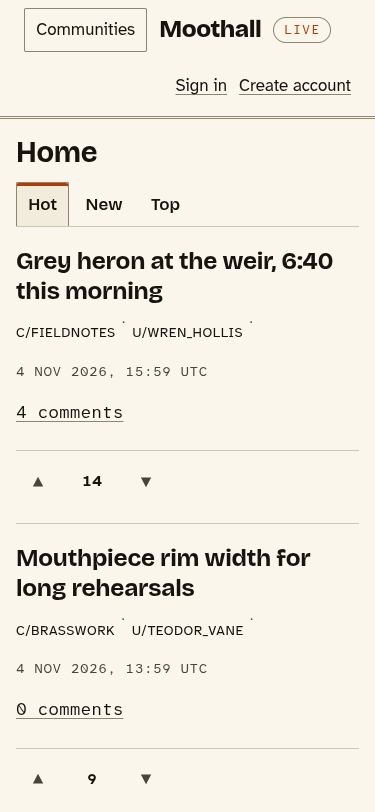 Communities Moothall LIVE
Sign in Create account
Home
Hot New Top
Grey heron at the weir, 6:40
this morning
C/FIELDNOTES · U/WREN_HOLLIS ·
4 NOV 2026, 15:59 UTC
4 comments
▲ 14 ▼
Mouthpiece rim width for
long rehearsals
C/BRASSWORK · U/TEODOR_VANE ·
4 NOV 2026, 13:59 UTC
0 comments
▲ 9 ▼